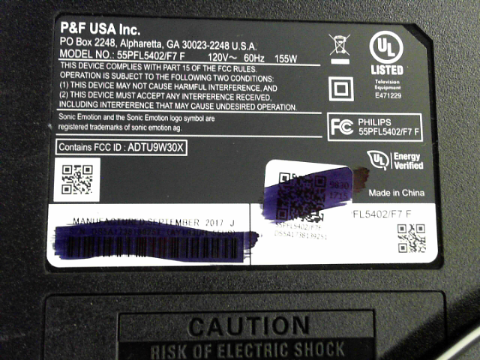 P&F USA Inc.
PO Box 2248, Alpharetta, GA 30023-2248 U.S.A.
MODEL NO.: 55PFL5402/F7 F 120V~ 60Hz 155W
THIS DEVICE COMPLIES WITH PART 15 OF THE FCC RULES.
OPERATION IS SUBJECT TO THE FOLLOWING TWO CONDITIONS:
(1) THIS DEVICE MAY NOT CAUSE HARMFUL INTERFERENCE, AND
(2) THIS DEVICE MUST ACCEPT ANY INTERFERENCE RECEIVED,
INCLUDING INTERFERENCE THAT MAY CAUSE UNDESIRED OPERATION.
Sonic Emotion and the Sonic Emotion logo symbol are
registered trademarks of sonic emotion ag.
Contains FCC ID : ADTU9W30X
UL
LISTED
Television
Equipment
E471229
FC PHILIPS
55PFL5402/F7 F
UL Energy
Verified
Made in China
MANUFACTURED SEPTEMBER 2017 J
FL5402/F7 F
CAUTION
RISK OF ELECTRIC SHOCK